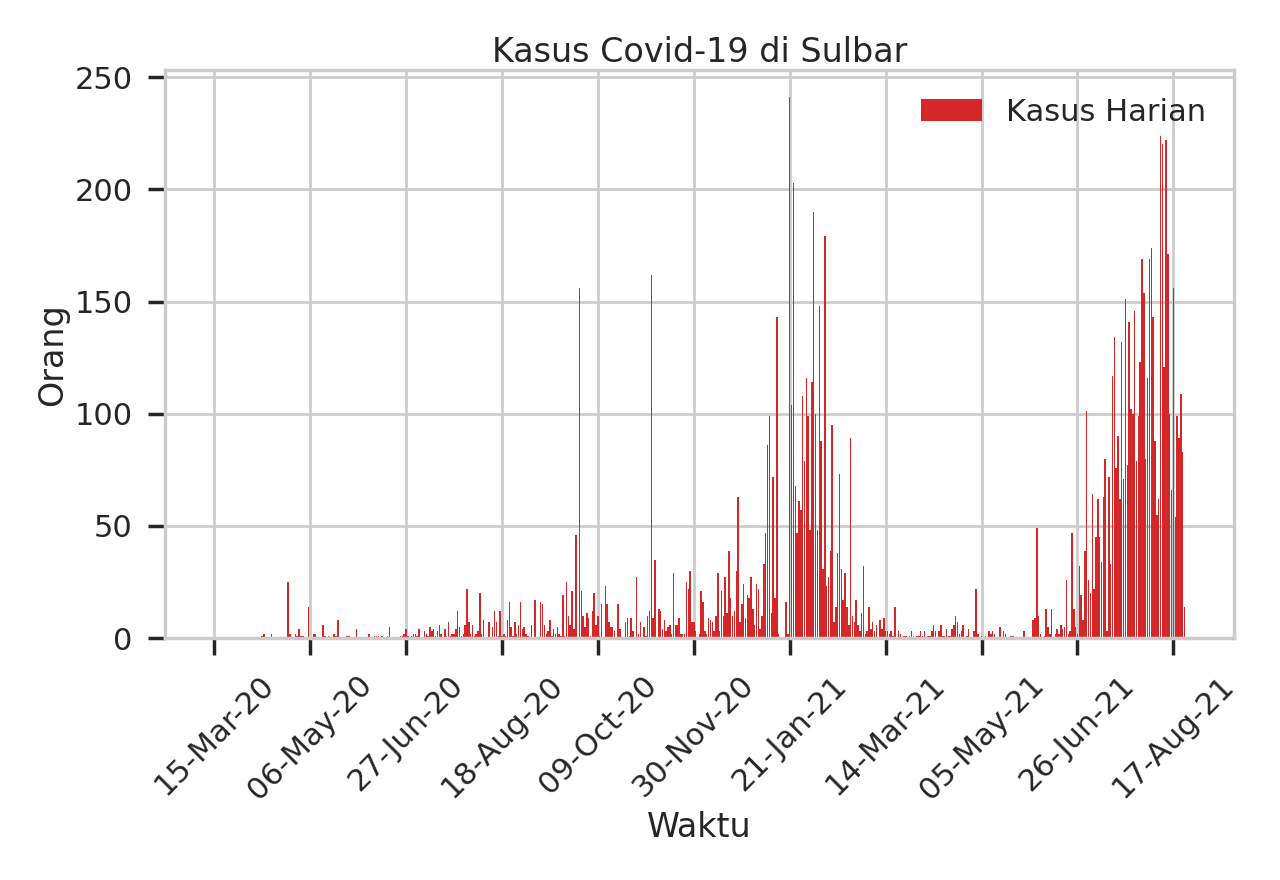 Kasus Covid-19 di Sulbar
Kasus Harian
Orang
250
200
150
100
50
0
15-Mar-20
06-May-20
27-Jun-20
18-Aug-20
09-Oct-20
30-Nov-20
21-Jan-21
14-Mar-21
05-May-21
26-Jun-21
17-Aug-21
Waktu